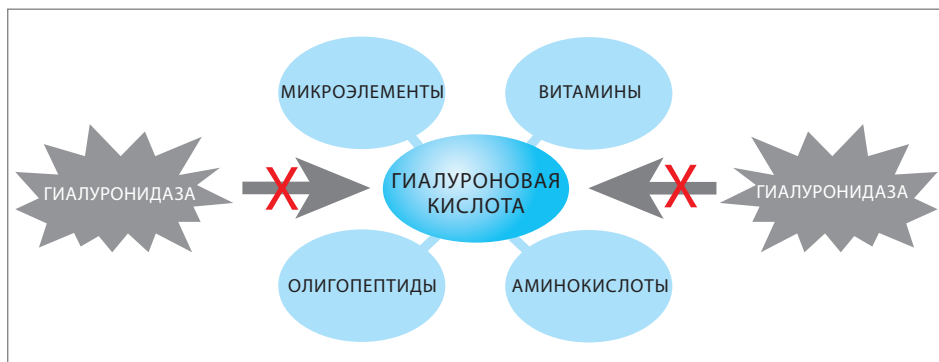 МИКРОЭЛЕМЕНТЫ
ВИТАМИНЫ
ГИАЛУРОНИДАЗА
ГИАЛУРОНОВАЯ
КИСЛОТА
ГИАЛУРОНИДАЗА
ОЛИГОПЕПТИДЫ
АМИНОКИСЛОТЫ